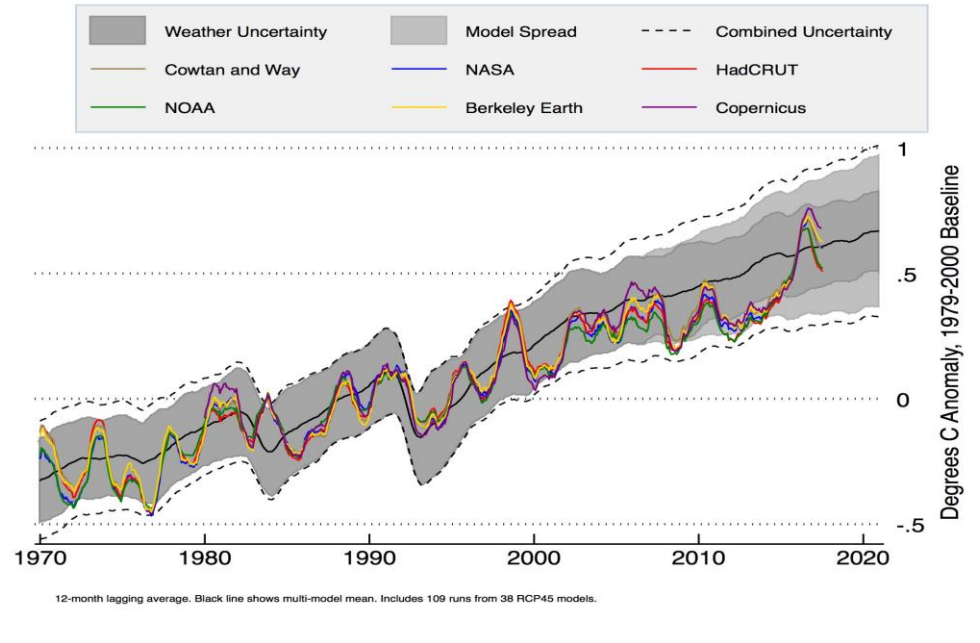 Weather Uncertainty Model Spread Combined Uncertainty
Cowtan and Way NASA HadCRUT
NOAA Berkeley Earth Copernicus
1
.5
0
-.5
Degrees C Anomaly, 1979-2000 Baseline
1970 1980 1990 2000 2010 2020
12-month lagging average. Black line shows multi-model mean. Includes 109 runs from 38 RCP45 models.